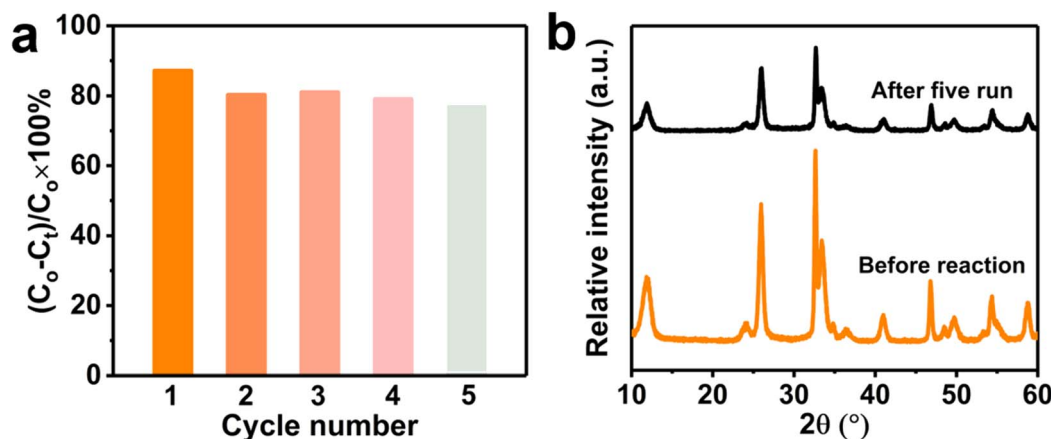 a
(C₀-Cₜ)/C₀×100%
100
80
60
40
20
0
1 2 3 4 5
Cycle number
b
Relative intensity (a.u.)
After five run
Before reaction
10 20 30 40 50 60
2θ (°)